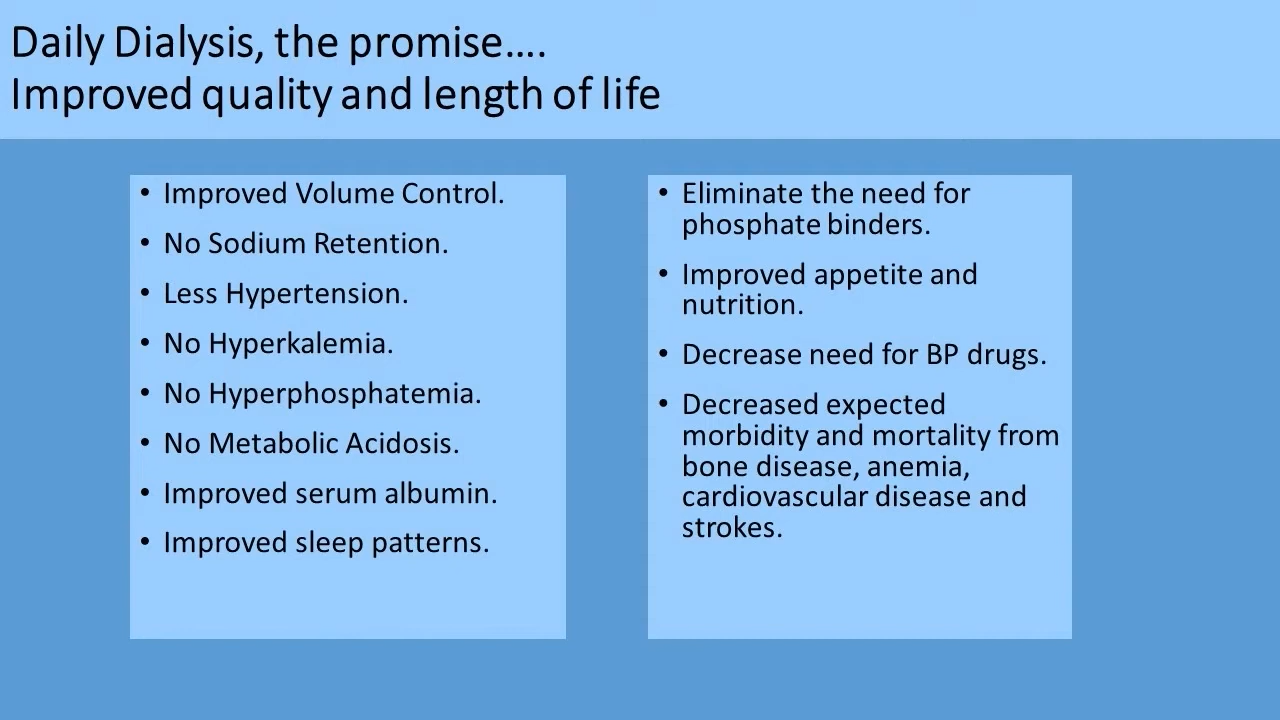 Daily Dialysis, the promise….
Improved quality and length of life
• Improved Volume Control.
• No Sodium Retention.
• Less Hypertension.
• No Hyperkalemia.
• No Hyperphosphatemia.
• No Metabolic Acidosis.
• Improved serum albumin.
• Improved sleep patterns.
• Eliminate the need for
phosphate binders.
• Improved appetite and
nutrition.
• Decrease need for BP drugs.
• Decreased expected
morbidity and mortality from
bone disease, anemia,
cardiovascular disease and
strokes.